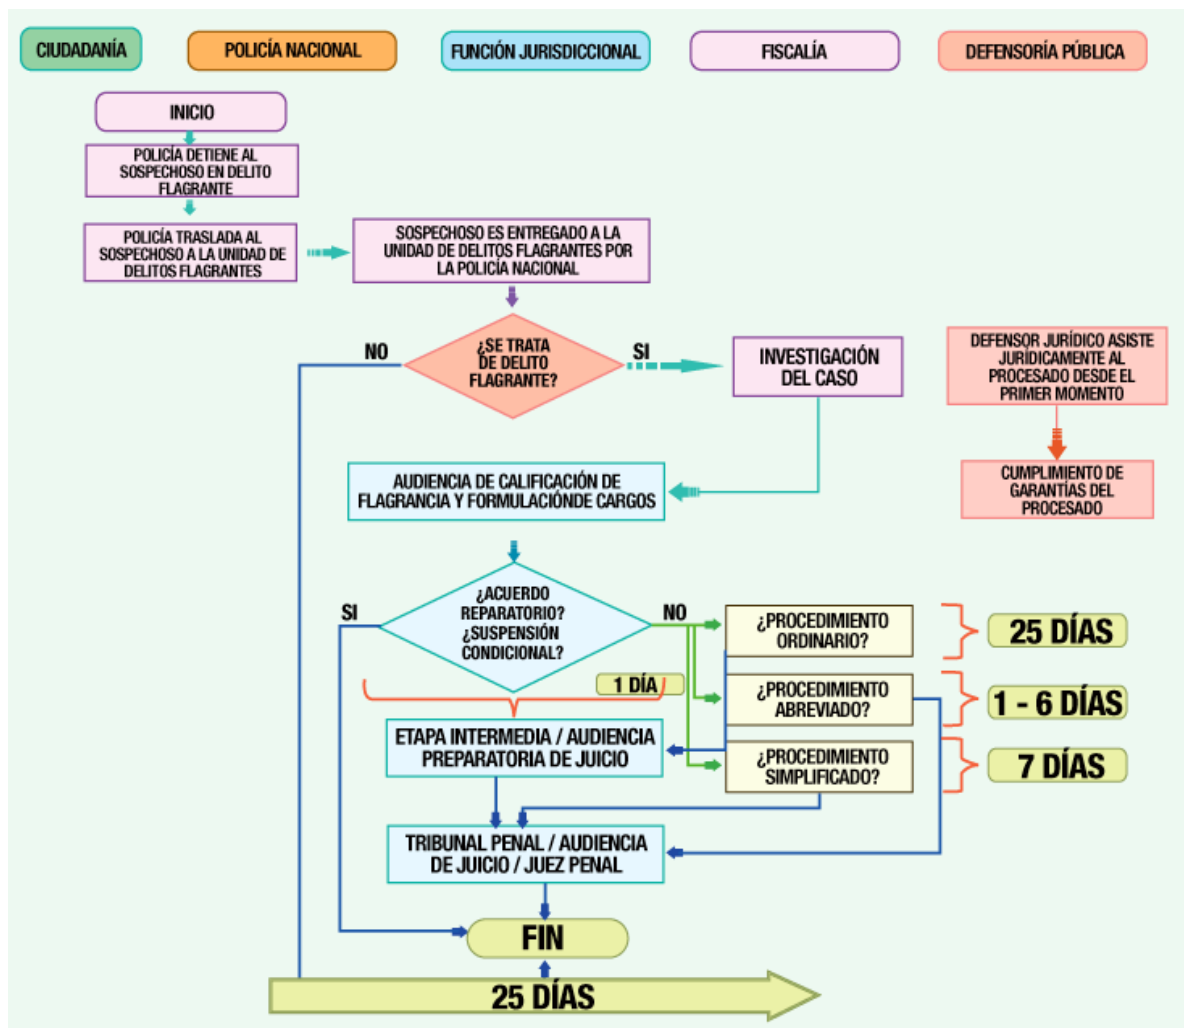 CIUDADANÍA
POLICÍA NACIONAL
FUNCIÓN JURISDICCIONAL
FISCALÍA
DEFENSORÍA PÚBLICA
INICIO
POLICÍA DETIENE AL
SOSPECHOSO EN DELITO
FLAGRANTE
POLICÍA TRASLADA AL
SOSPECHOSO A LA UNIDAD DE
DELITOS FLAGRANTES
SOSPECHOSO ES ENTREGADO A LA
UNIDAD DE DELITOS FLAGRANTES POR
LA POLICÍA NACIONAL
¿SE TRATA
DE DELITO
FLAGRANTE?
NO
SI
INVESTIGACIÓN
DEL CASO
DEFENSOR JURÍDICO ASISTE
JURÍDICAMENTE AL
PROCESADO DESDE EL
PRIMER MOMENTO
CUMPLIMIENTO DE
GARANTÍAS DEL
PROCESADO
AUDIENCIA DE CALIFICACIÓN DE
FLAGRANCIA Y FORMULACIÓNDE CARGOS
¿ACUERDO
REPARATORIO?
¿SUSPENSIÓN
CONDICIONAL?
SI
NO
¿PROCEDIMIENTO
ORDINARIO?
25 DÍAS
1 DÍA
¿PROCEDIMIENTO
ABREVIADO?
1 - 6 DÍAS
ETAPA INTERMEDIA / AUDIENCIA
PREPARATORIA DE JUICIO
¿PROCEDIMIENTO
SIMPLIFICADO?
7 DÍAS
TRIBUNAL PENAL / AUDIENCIA
DE JUICIO / JUEZ PENAL
FIN
25 DÍAS